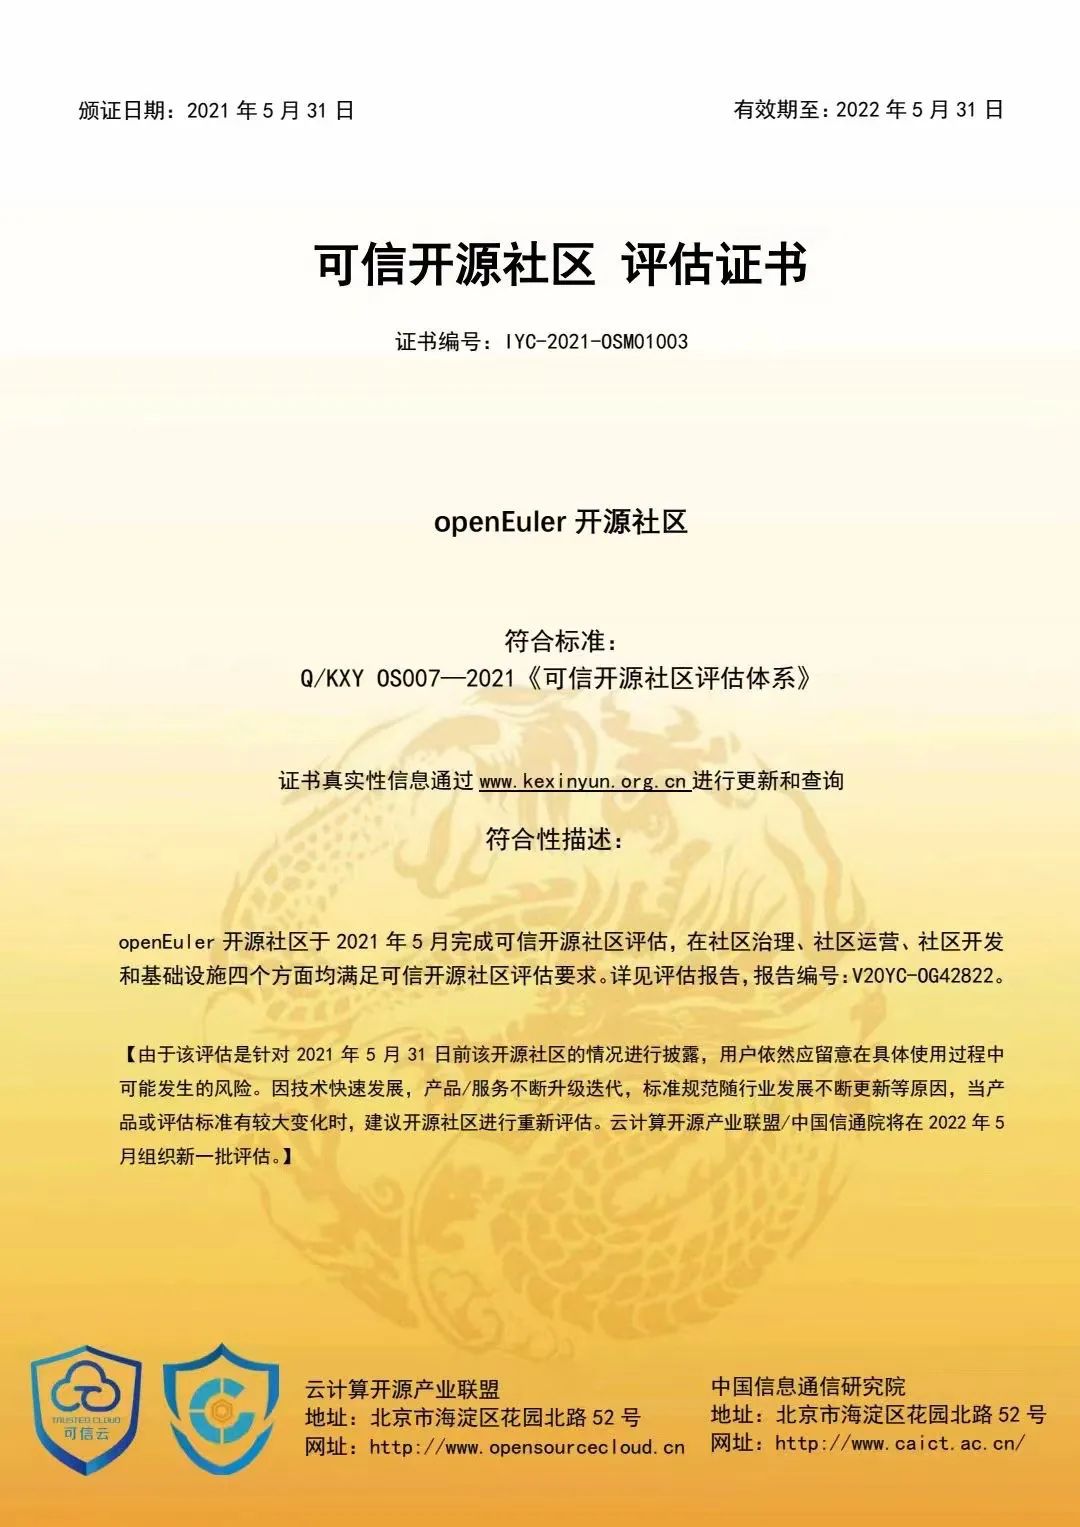 颁证日期：2021 年 5 月 31 日
有效期至：2022 年 5 月 31 日
可信开源社区 评估证书
证书编号：IYC-2021-OSM01003
openEuler 开源社区
符合标准：
Q/KXY OS007—2021《可信开源社区评估体系》
证书真实性信息通过 www.kexinyun.org.cn 进行更新和查询
符合性描述：
openEuler 开源社区于 2021 年 5 月完成可信开源社区评估，在社区治理、社区运营、社区开发
和基础设施四个方面均满足可信开源社区评估要求。详见评估报告，报告编号：V20YC-OG42822。
【由于该评估是针对 2021 年 5 月 31 日前该开源社区的情况进行披露，用户依然应留意在具体使用过程中
可能发生的风险。因技术快速发展，产品/服务不断升级迭代，标准规范随行业发展不断更新等原因，当产
品或评估标准有较大变化时，建议开源社区进行重新评估。云计算开源产业联盟/中国信通院将在 2022 年 5
月组织新一批评估。】
TRUSTED CLOUD
可信云
云计算开源产业联盟
地址：北京市海淀区花园北路 52 号
网址：http://www.opensourcecloud.cn
中国信息通信研究院
地址：北京市海淀区花园北路 52 号
网址：http://www.caict.ac.cn/